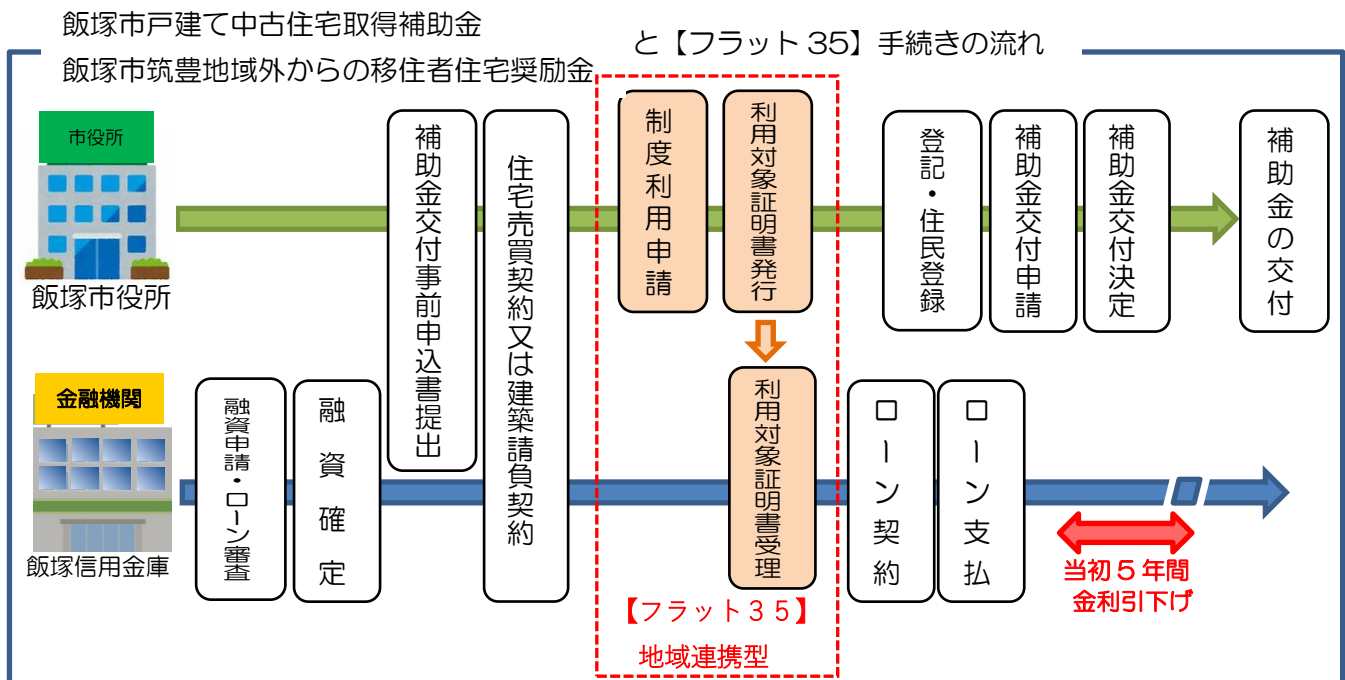 飯塚市戸建て中古住宅取得補助金
飯塚市筑豊地域外からの移住者住宅奨励金
と【フラット35】手続きの流れ
市役所
飯塚市役所
補助金交付事前申込書提出
住宅売買契約又は建築請負契約
制度利用申請
利用対象証明書発行
登記・住民登録
補助金交付申請
補助金交付決定
補助金の交付
金融機関
飯塚信用金庫
融資申請・ローン審査
融資確定
利用対象証明書受理
ローン契約
ローン支払
当初5年間
金利引下げ
【フラット35】
地域連携型